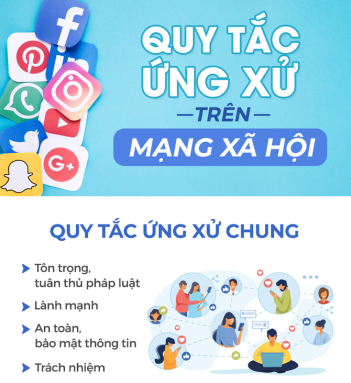 QUY TẮC
ỨNG XỬ
—TRÊN—
MẠNG XÃ HỘI
QUY TẮC ỨNG XỬ CHUNG
Tôn trọng,
tuân thủ pháp luật
Lành mạnh
An toàn,
bảo mật thông tin
Trách nhiệm